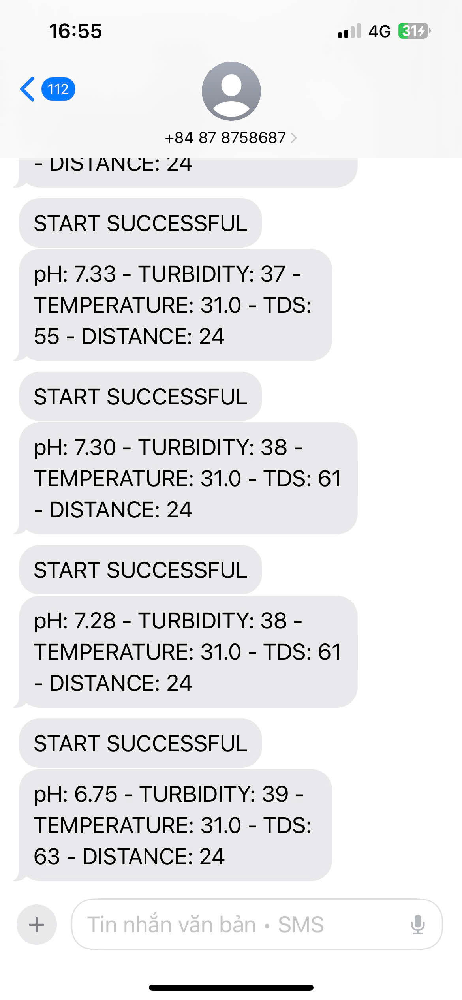 16:55
4G
31
112
+84 87 8758687
- DISTANCE: 24
START SUCCESSFUL
pH: 7.33 - TURBIDITY: 37 -
TEMPERATURE: 31.0 - TDS:
55 - DISTANCE: 24
START SUCCESSFUL
pH: 7.30 - TURBIDITY: 38 -
TEMPERATURE: 31.0 - TDS: 61
- DISTANCE: 24
START SUCCESSFUL
pH: 7.28 - TURBIDITY: 38 -
TEMPERATURE: 31.0 - TDS: 61
- DISTANCE: 24
START SUCCESSFUL
pH: 6.75 - TURBIDITY: 39 -
TEMPERATURE: 31.0 - TDS:
63 - DISTANCE: 24
Tin nhắn văn bản • SMS